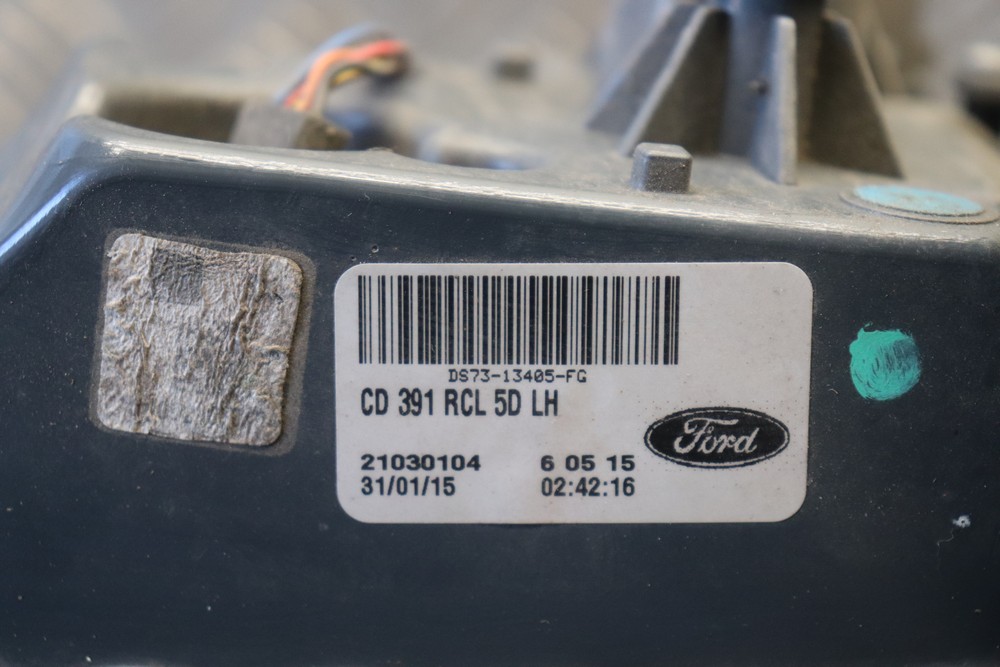 DS73-13405-FG
CD 391 RCL 5D LH
Ford
21030104 6 05 15
31/01/15 02:42:16